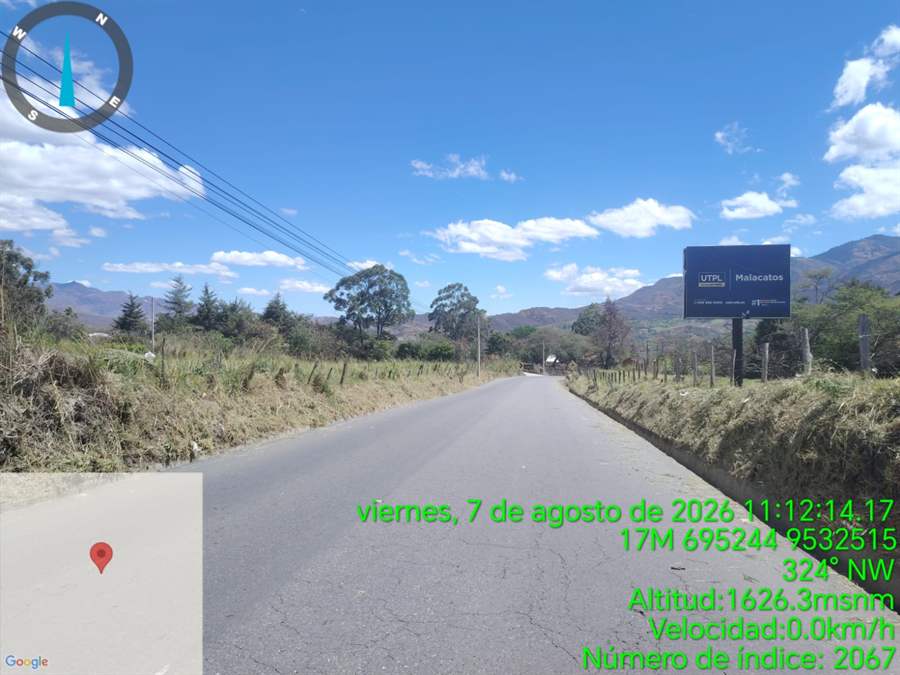 N
W
E
S
UTPL
Malacatos
viernes, 7 de agosto de 2026 11:12:14.17
17M 695244 9532515
324° NW
Altitud:1626.3msnm
Velocidad:0.0km/h
Número de índice: 2067
Google